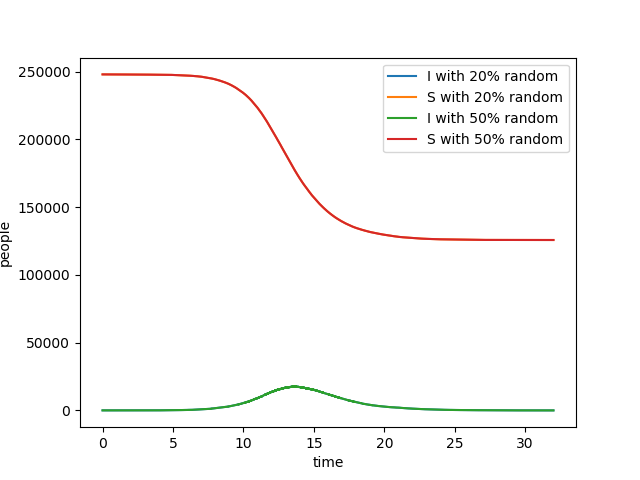 I with 20% random
S with 20% random
I with 50% random
S with 50% random
250000
200000
150000
100000
50000
0
people
0 5 10 15 20 25 30
time